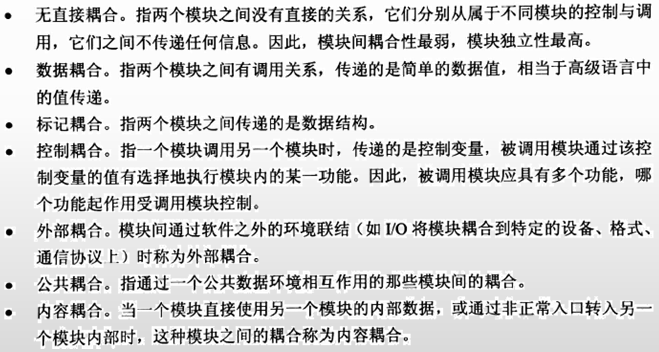 ● 无直接耦合。指两个模块之间没有直接的关系，它们分别从属于不同模块的控制与调
用，它们之间不传递任何信息。因此，模块间耦合性最弱，模块独立性最高。
● 数据耦合。指两个模块之间有调用关系，传递的是简单的数据值，相当于高级语言中
的值传递。
● 标记耦合。指两个模块之间传递的是数据结构。
● 控制耦合。指一个模块调用另一个模块时，传递的是控制变量，被调用模块通过该控
制变量的值有选择地执行模块内的某一功能。因此，被调用模块应具有多个功能，哪
个功能起作用受调用模块控制。
● 外部耦合。模块间通过软件之外的环境联结（如 I/O 将模块耦合到特定的设备、格式、
通信协议上）时称为外部耦合。
● 公共耦合。指通过一个公共数据环境相互作用的那些模块间的耦合。
● 内容耦合。当一个模块直接使用另一个模块的内部数据，或通过非正常入口转入另一
个模块内部时，这种模块之间的耦合称为内容耦合。